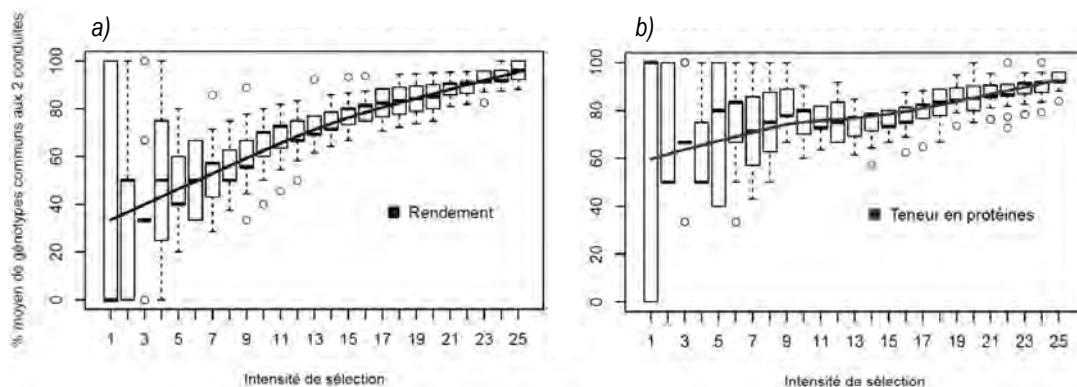 a)
% moyen de génotypes communs aux 2 conduites
100
80
60
40
20
0
Rendement
1 3 5 7 9 11 13 15 17 19 21 23 25
Intensité de sélection
b)
100
80
60
40
20
0
Teneur en protéines
1 3 5 7 9 11 13 15 17 19 21 23 25
Intensité de sélection